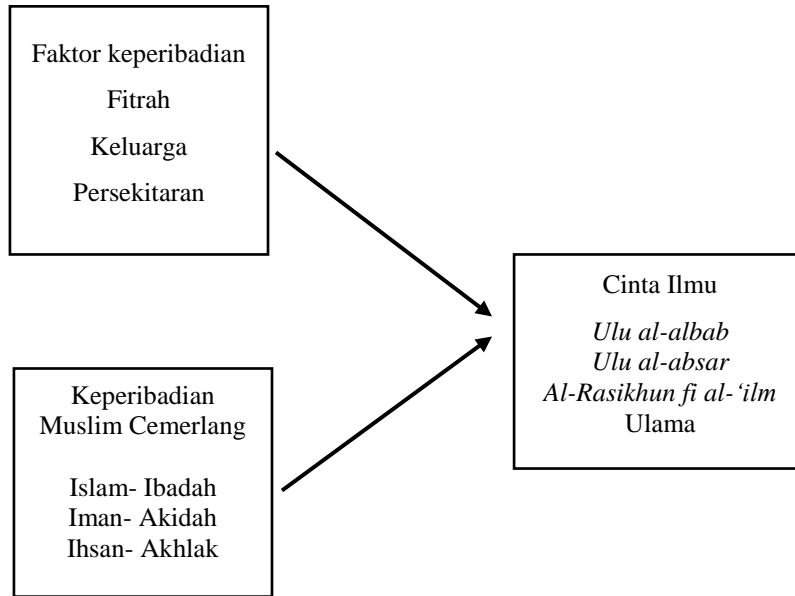 Faktor keperibadian
Fitrah
Keluarga
Persekitaran
Keperibadian
Muslim Cemerlang
Islam- Ibadah
Iman- Akidah
Ihsan- Akhlak
Cinta Ilmu
Ulu al-albab
Ulu al-absar
Al-Rasikhun fi al-‘ilm
Ulama